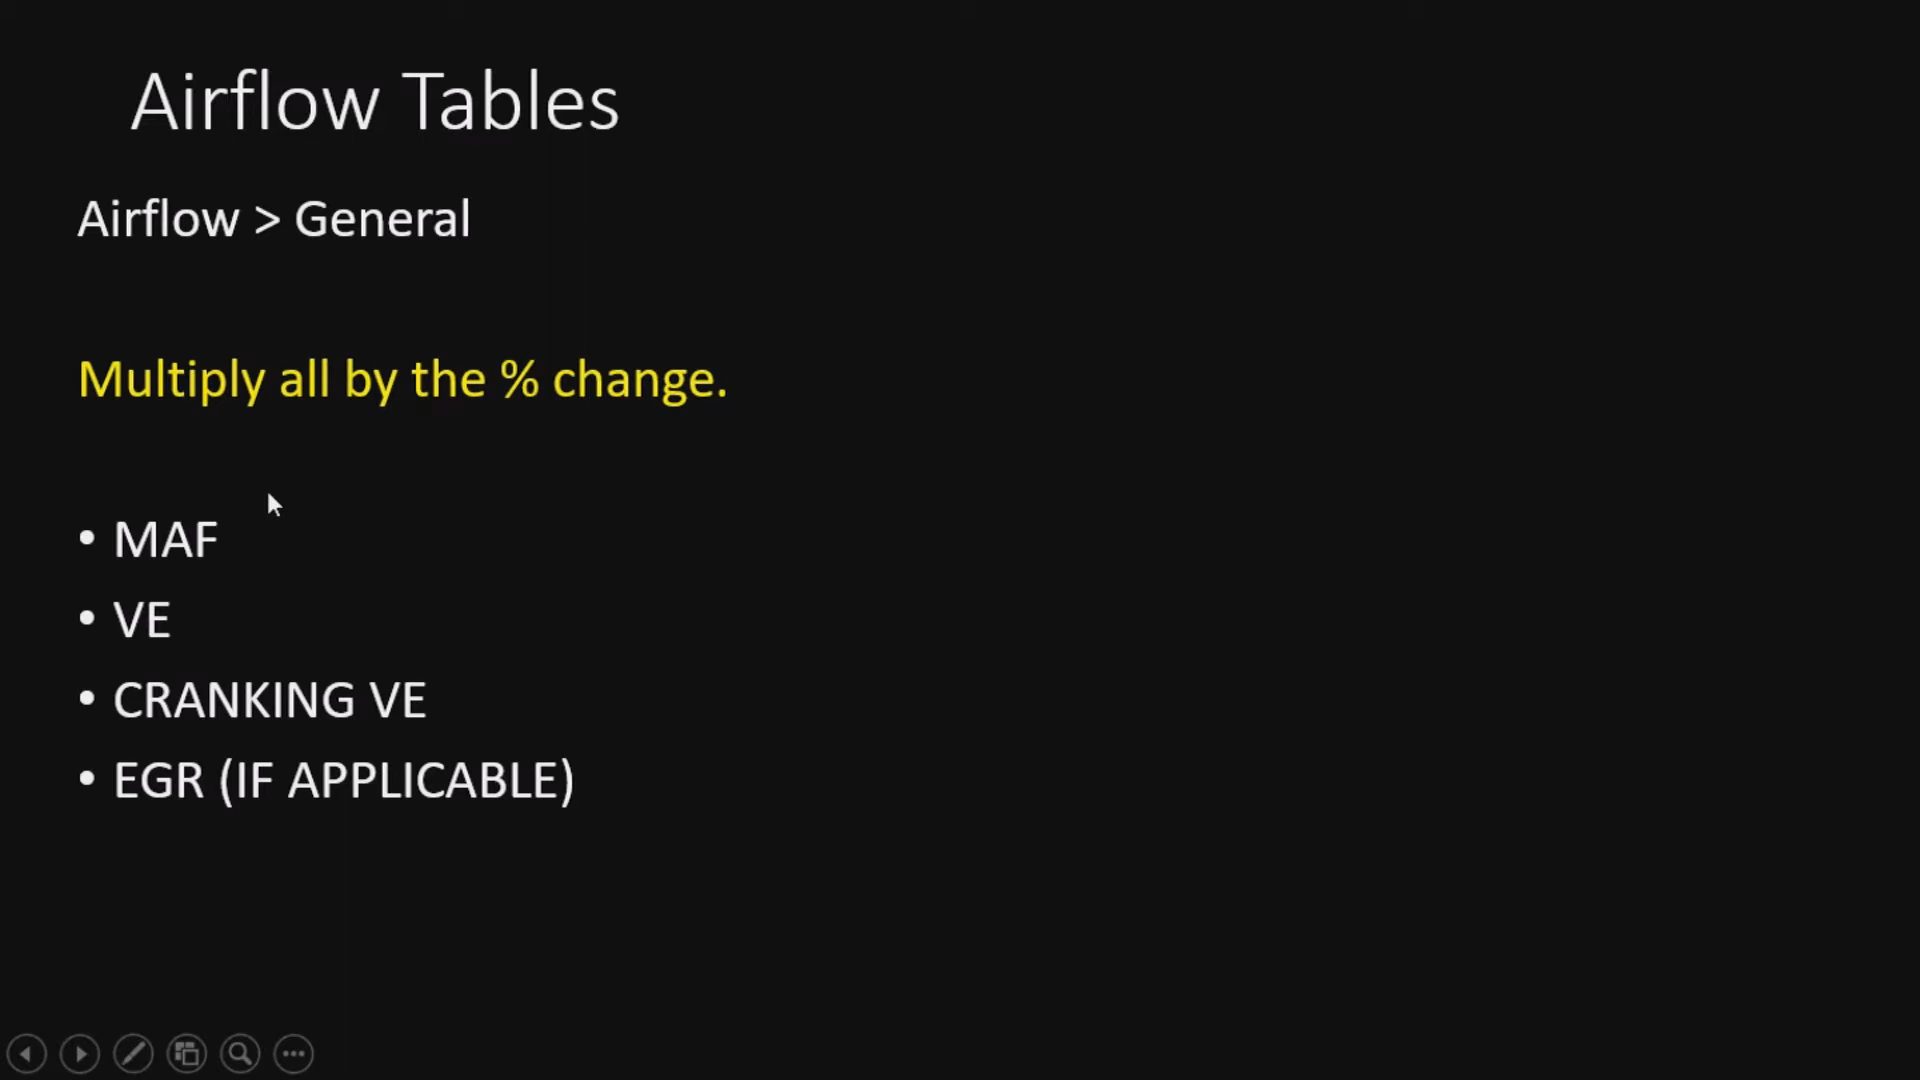 Airflow Tables
Airflow > General
Multiply all by the % change.
• MAF
• VE
• CRANKING VE
• EGR (IF APPLICABLE)